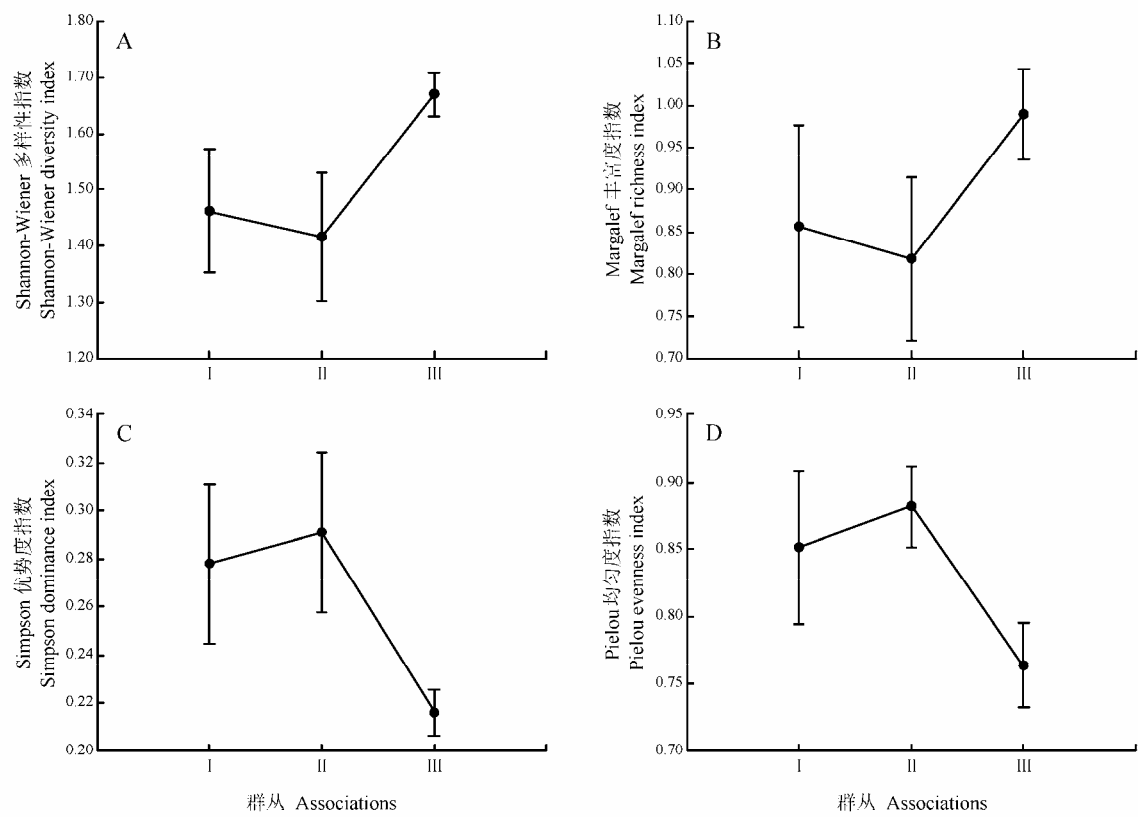 A
Shannon-Wiener 多样性指数
Shannon-Wiener diversity index
1.80
1.70
1.60
1.50
1.40
1.30
1.20
I II III
B
Margalef 丰富度指数
Margalef richness index
1.10
1.05
1.00
0.95
0.90
0.85
0.80
0.75
0.70
I II III
C
Simpson 优势度指数
Simpson dominance index
0.34
0.32
0.30
0.28
0.26
0.24
0.22
0.20
I II III
群从 Associations
D
Pielou 均匀度指数
Pielou evenness index
0.95
0.90
0.85
0.80
0.75
0.70
I II III
群从 Associations